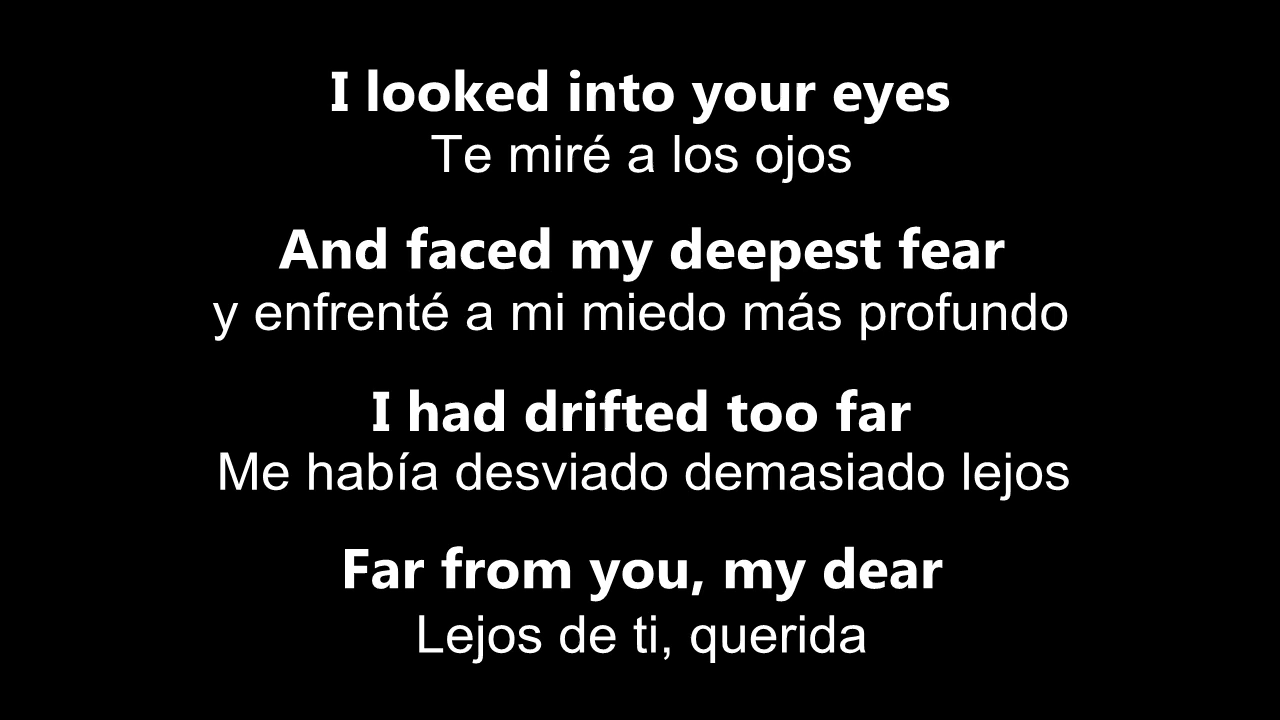 I looked into your eyes
Te miré a los ojos
And faced my deepest fear
y enfrenté a mi miedo más profundo
I had drifted too far
Me había desviado demasiado lejos
Far from you, my dear
Lejos de ti, querida